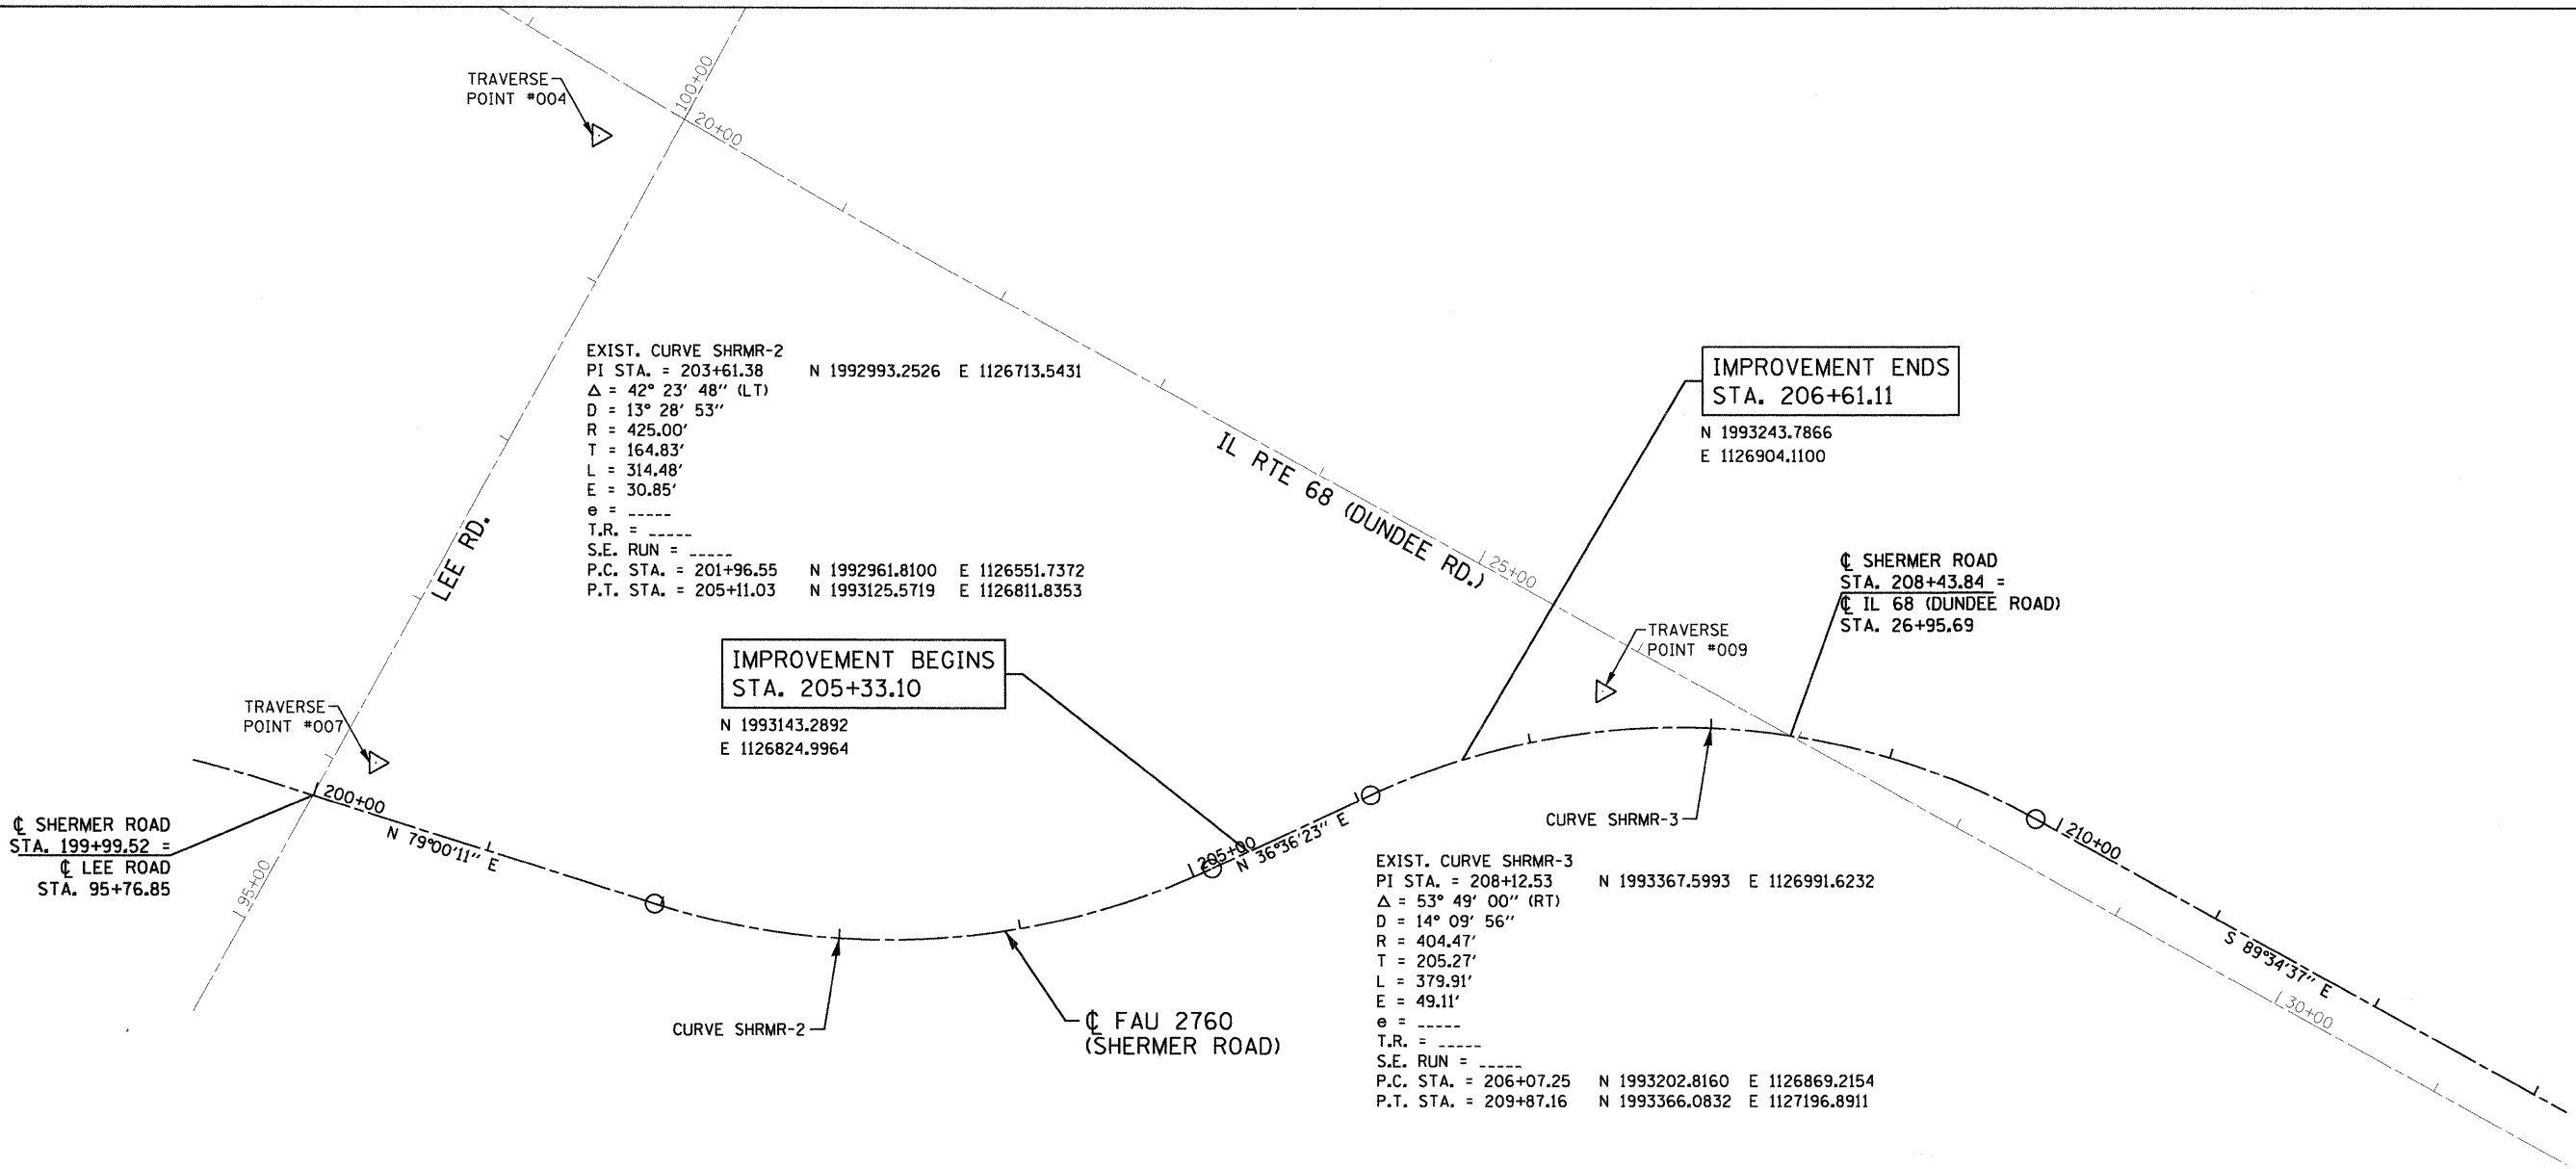 TRAVERSE
POINT #004
100+00
20+00
EXIST. CURVE SHRMR-2
PI STA. = 203+61.38 N 1992993.2526 E 1126713.5431
Δ = 42° 23' 48'' (LT)
D = 13° 28' 53''
R = 425.00'
T = 164.83'
L = 314.48'
E = 30.85'
e = -----
T.R. = -----
S.E. RUN = -----
P.C. STA. = 201+96.55 N 1992961.8100 E 1126551.7372
P.T. STA. = 205+11.03 N 1993125.5719 E 1126811.8353
IMPROVEMENT ENDS
STA. 206+61.11
N 1993243.7866
E 1126904.1100
IL RTE 68 (DUNDEE RD.)
25+00
LEE RD.
℄ SHERMER ROAD
STA. 208+43.84 =
℄ IL 68 (DUNDEE ROAD)
STA. 26+95.69
TRAVERSE
POINT #009
IMPROVEMENT BEGINS
STA. 205+33.10
N 1993143.2892
E 1126824.9964
TRAVERSE
POINT #007
200+00
N 79°00'11'' E
℄ SHERMER ROAD
STA. 199+99.52 =
℄ LEE ROAD
STA. 95+76.85
95+00
205+00
N 36°36'23'' E
CURVE SHRMR-3
210+00
EXIST. CURVE SHRMR-3
PI STA. = 208+12.53 N 1993367.5993 E 1126991.6232
Δ = 53° 49' 00'' (RT)
D = 14° 09' 56''
R = 404.47'
T = 205.27'
L = 379.91'
E = 49.11'
e = -----
T.R. = -----
S.E. RUN = -----
P.C. STA. = 206+07.25 N 1993202.8160 E 1126869.2154
P.T. STA. = 209+87.16 N 1993366.0832 E 1127196.8911
S 89°34'37'' E
30+00
CURVE SHRMR-2
℄ FAU 2760
(SHERMER ROAD)